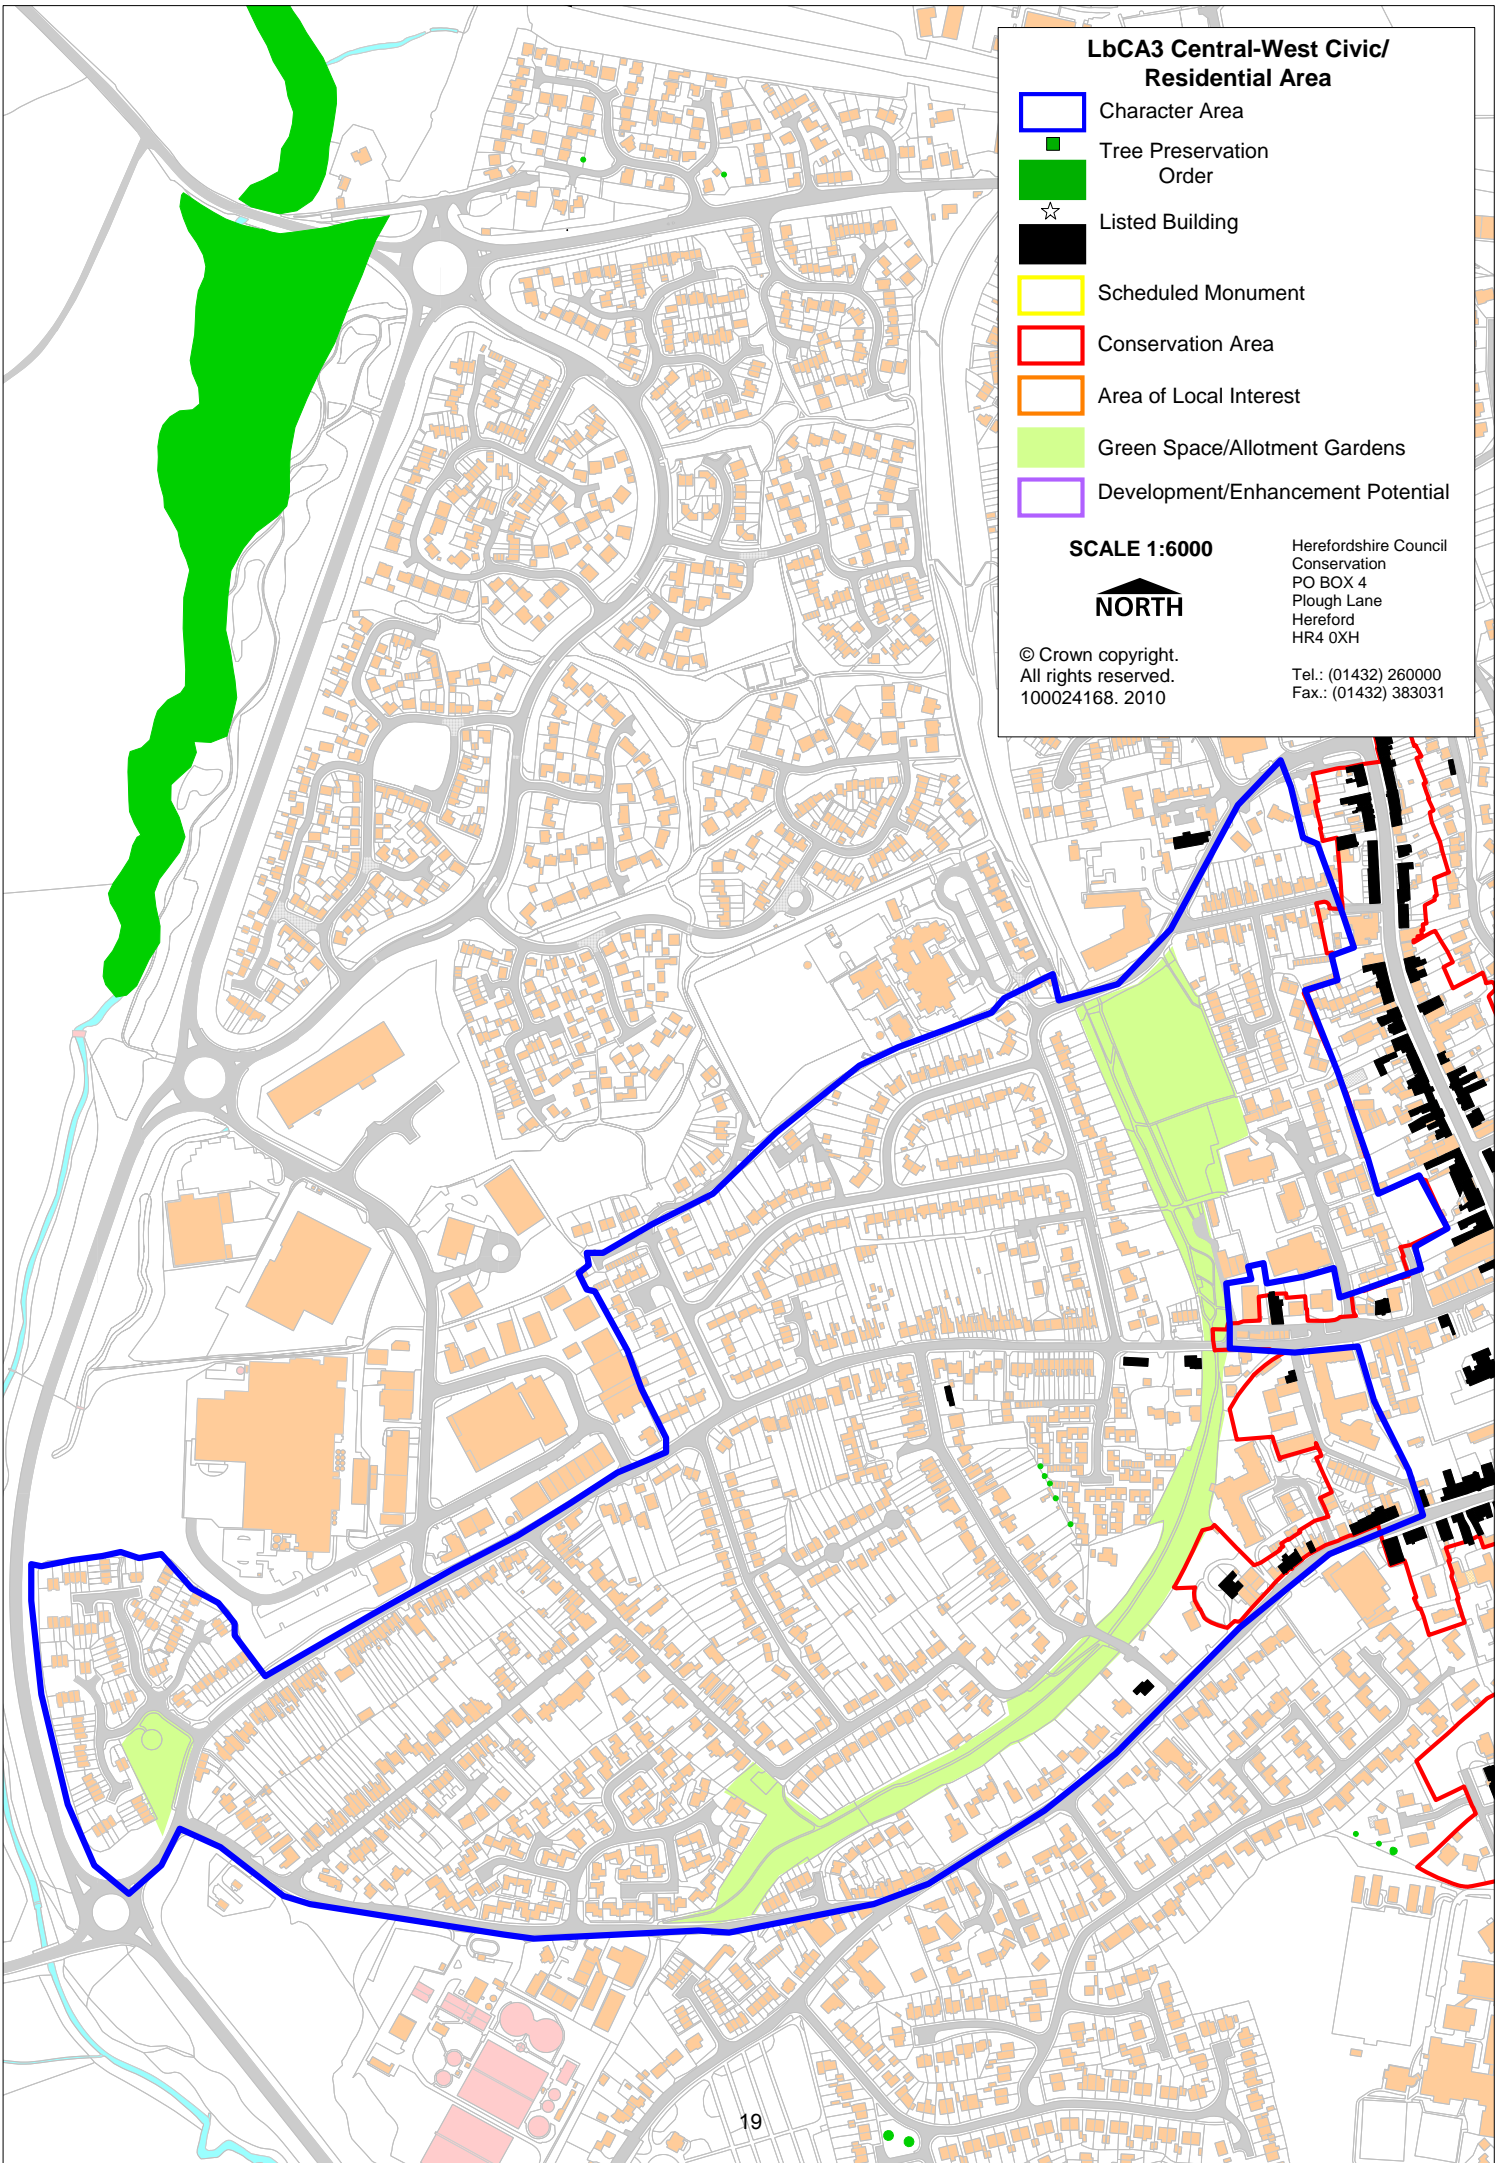 LbCA3 Central-West Civic/
Residential Area
Character Area
Tree Preservation
Order
Listed Building
Scheduled Monument
Conservation Area
Area of Local Interest
Green Space/Allotment Gardens
Development/Enhancement Potential
SCALE 1:6000
NORTH
© Crown copyright.
All rights reserved.
100024168. 2010
Herefordshire Council
Conservation
PO BOX 4
Plough Lane
Hereford
HR4 0XH
Tel.: (01432) 260000
Fax.: (01432) 383031
19